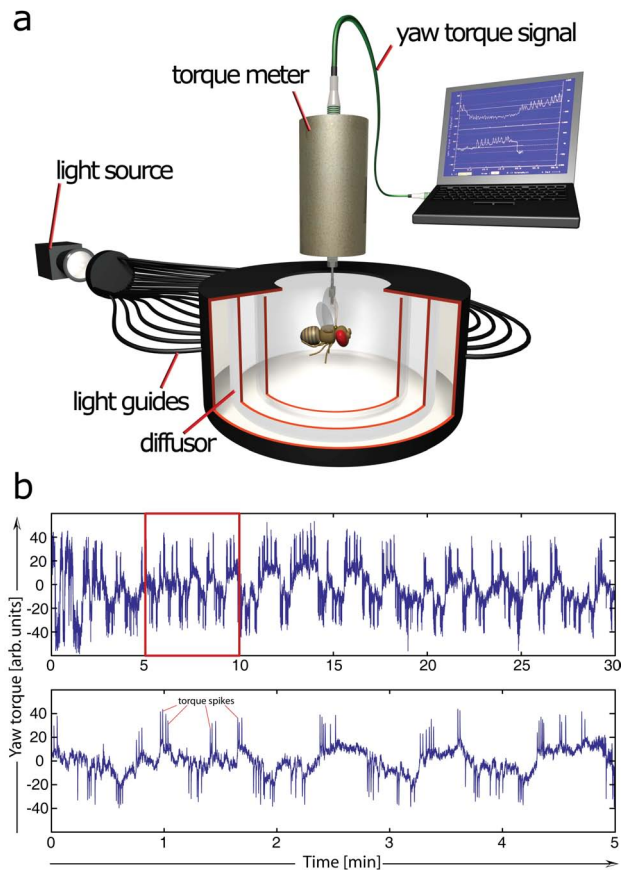 a
yaw torque signal
torque meter
light source
light guides
diffusor
b
Yaw torque [arb. units]
40
20
0
-20
-40
0
5
10
15
20
25
30
torque spikes
40
20
0
-20
-40
0
1
2
3
4
5
Time [min]